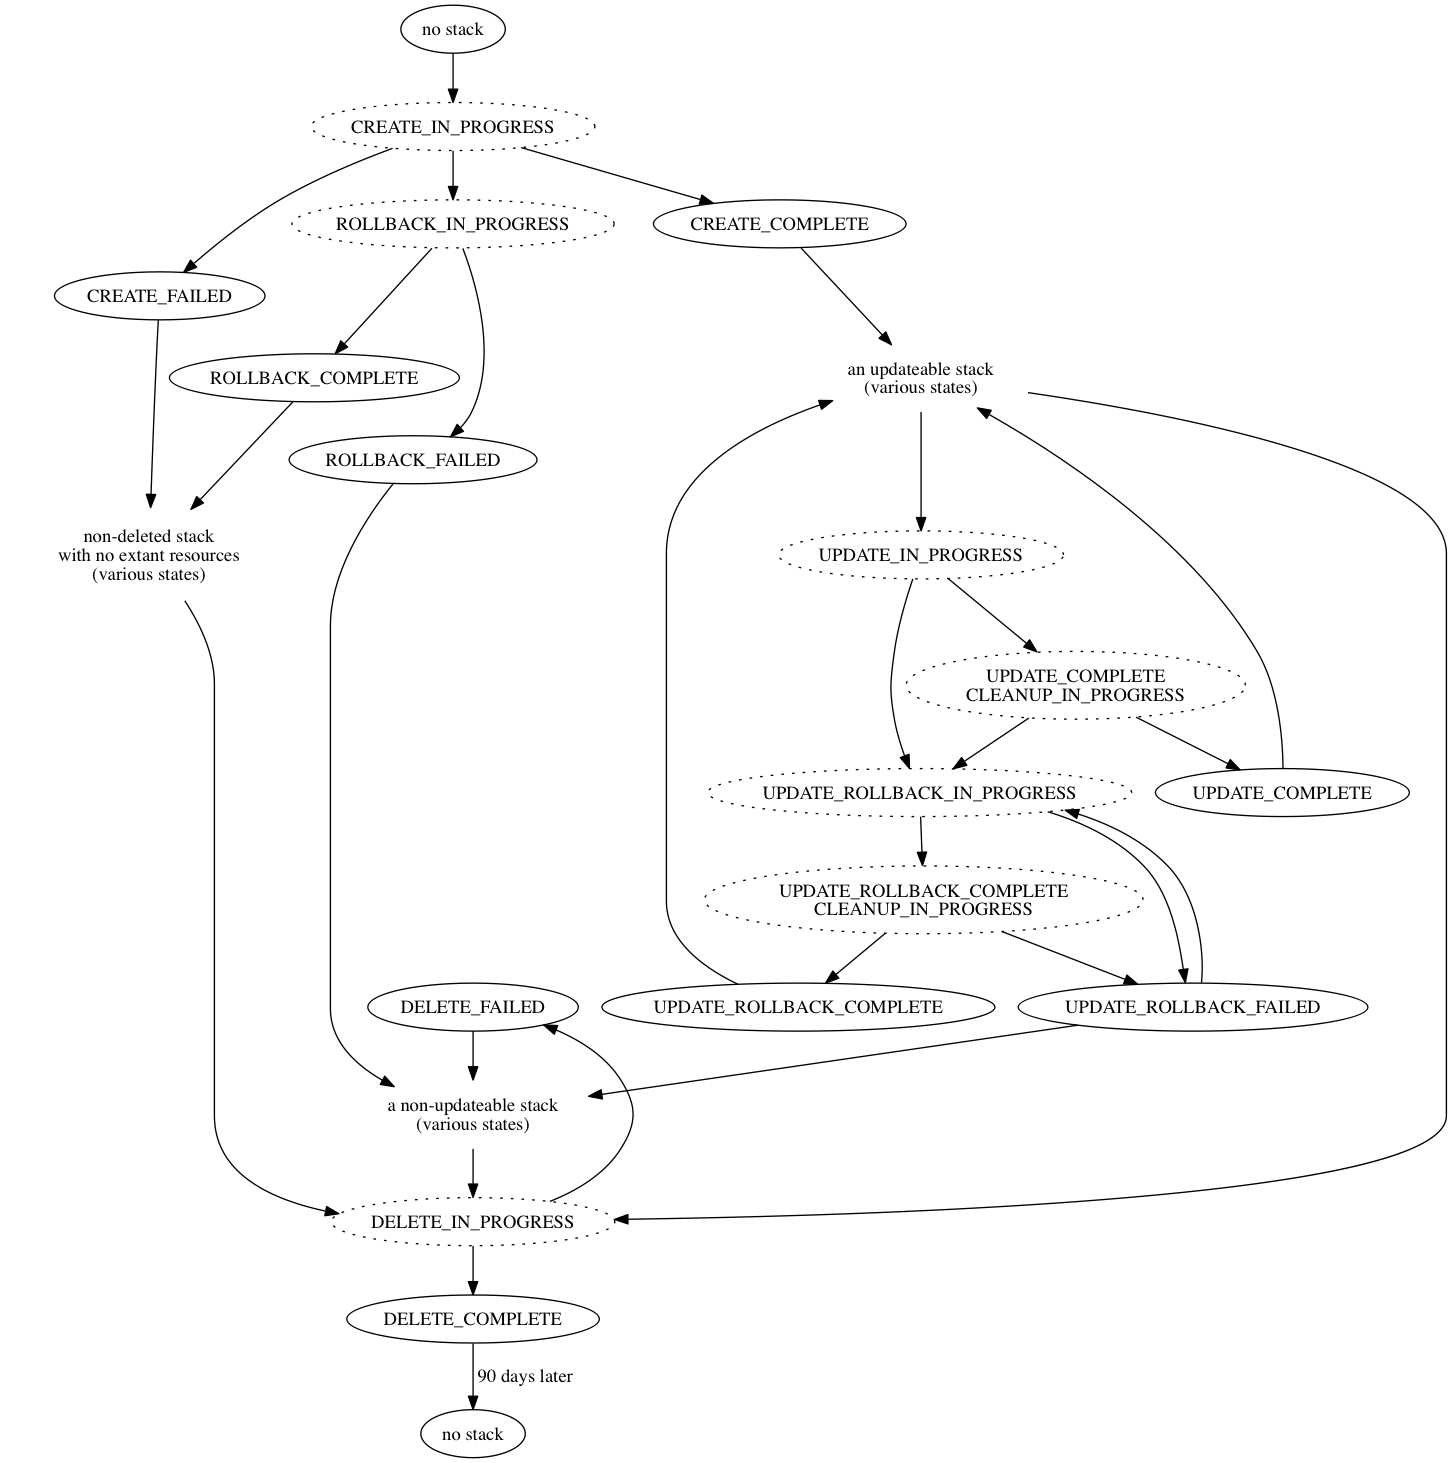 no stack
CREATE_IN_PROGRESS
ROLLBACK_IN_PROGRESS
CREATE_COMPLETE
CREATE_FAILED
ROLLBACK_COMPLETE
an updateable stack
(various states)
ROLLBACK_FAILED
non-deleted stack
with no extant resources
(various states)
UPDATE_IN_PROGRESS
UPDATE_COMPLETE
CLEANUP_IN_PROGRESS
UPDATE_ROLLBACK_IN_PROGRESS
UPDATE_COMPLETE
UPDATE_ROLLBACK_COMPLETE
CLEANUP_IN_PROGRESS
DELETE_FAILED
UPDATE_ROLLBACK_COMPLETE
UPDATE_ROLLBACK_FAILED
a non-updateable stack
(various states)
DELETE_IN_PROGRESS
DELETE_COMPLETE
90 days later
no stack